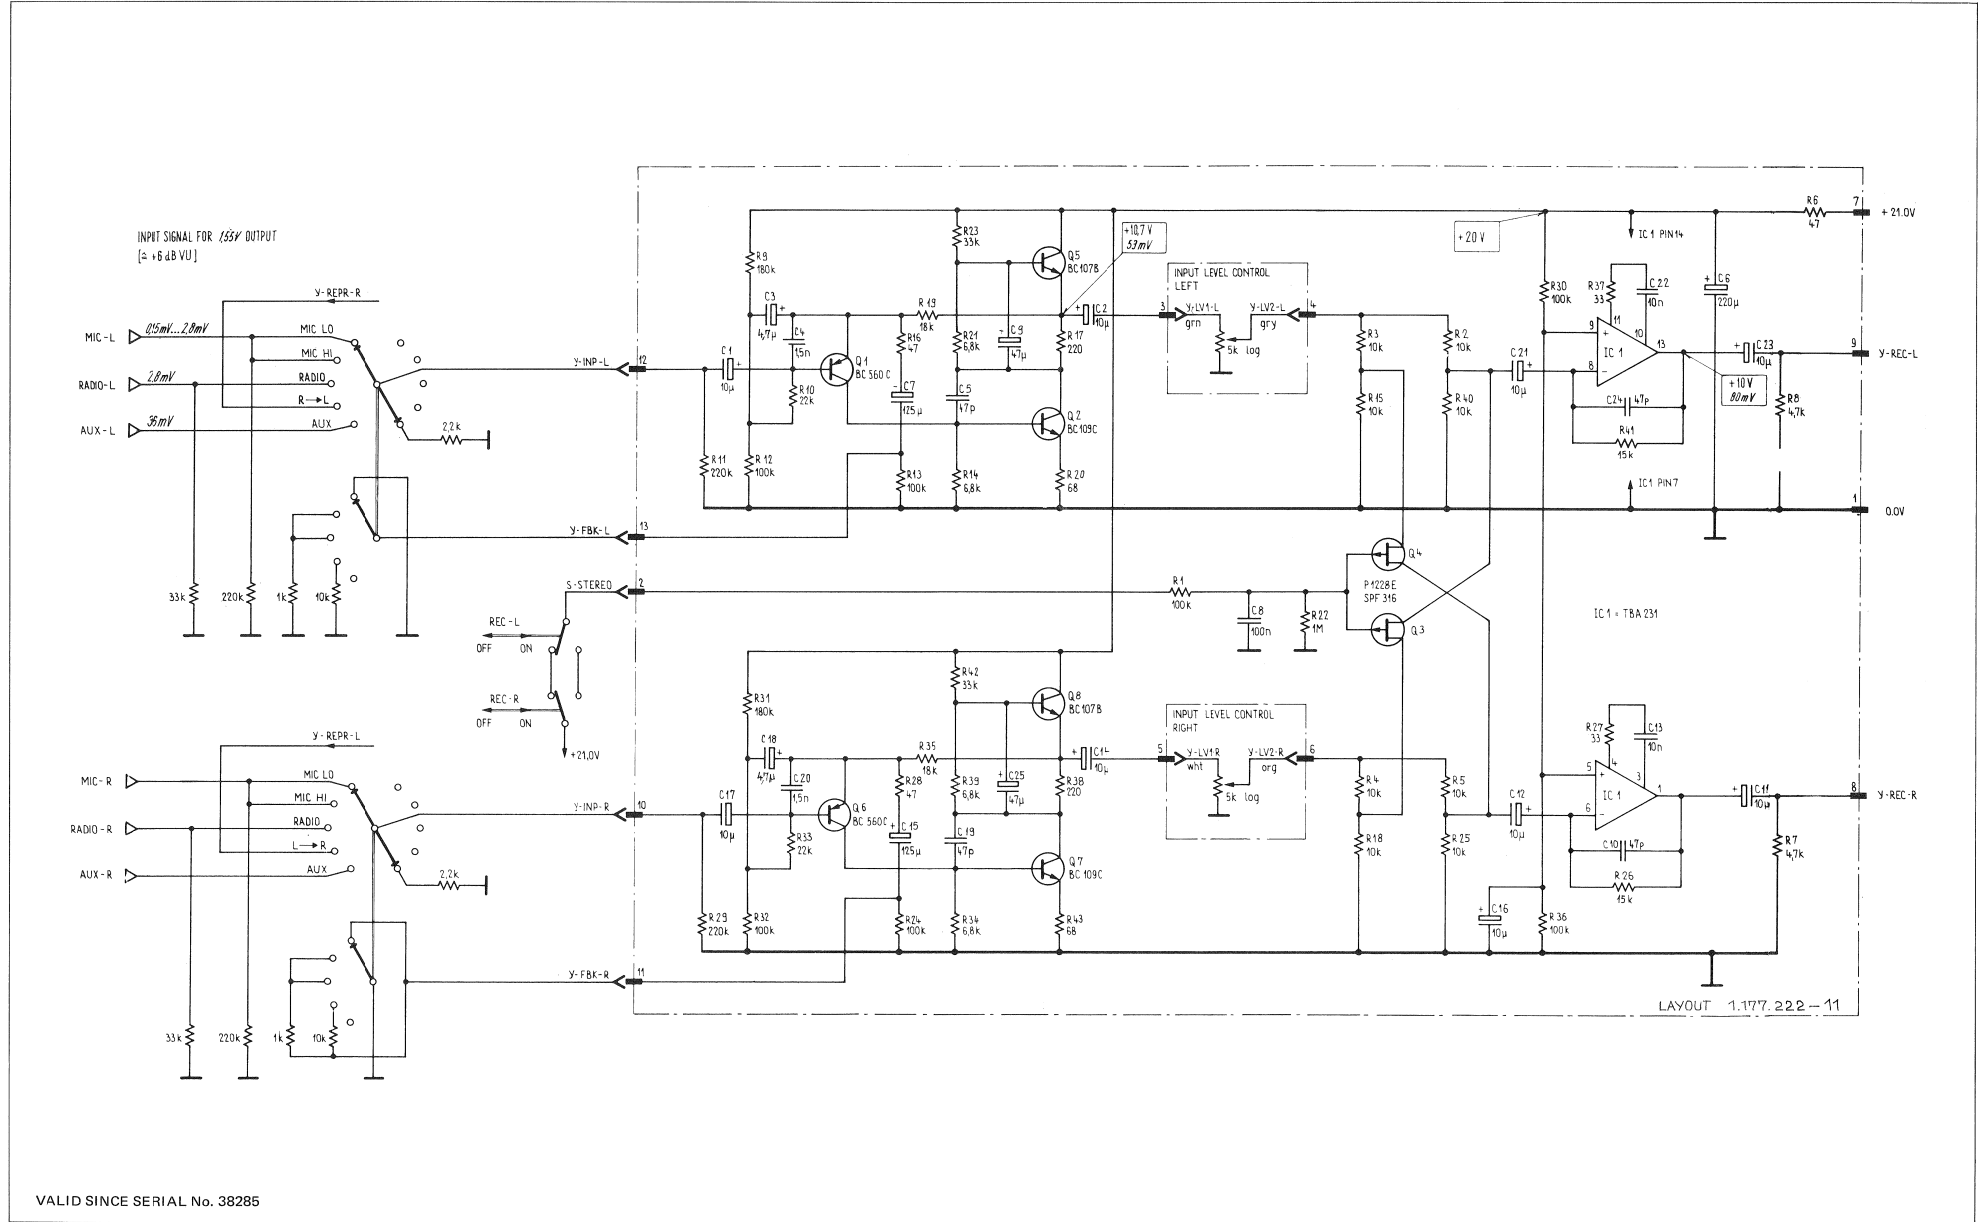 INPUT SIGNAL FOR 1,55V OUTPUT
[≙ +6 dB VU]
Y-REPR-R
MIC-L
0,15mV...2,8mV
MIC LO
MIC HI
RADIO-L
2,8mV
RADIO
R→L
AUX-L
36mV
AUX
2,2k
33k
220k
1k
10k
Y-INP-L
12
Y-FBK-L
13
S-STEREO
2
REC-L
OFF ON
REC-R
OFF ON
+21,0V
R9
180k
C3
4,7µ
C4
1,5n
C1
10µ
R10
22k
R11
220k
R12
100k
Q1
BC 560 C
R16
47
C7
125µ
R13
100k
R19
18k
R23
33k
R21
6,8k
C5
47p
R14
6,8k
C9
47µ
Q5
BC107B
R17
220
Q2
BC109C
R20
68
+10,7 V
53mV
C2
10µ
3
INPUT LEVEL CONTROL
LEFT
Y-LV1-L
grn
Y-LV2-L
gry
5k log
4
R3
10k
R15
10k
R2
10k
R40
10k
C21
10µ
+20 V
R30
100k
R37
33
C22
10n
11
10
9
8
13
IC 1
C24 47p
R41
15k
IC1 PIN14
IC1 PIN7
C6
220µ
R6
47
7
+21.0V
C23
10µ
9
Y-REC-L
+10V
80mV
R8
4,7k
1
0.0V
R1
100k
C8
100n
R22
1M
Q4
P1228E
SPF 316
Q3
IC1 = TBA 231
Y-REPR-L
MIC-R
MIC LO
MIC HI
RADIO-R
RADIO
L→R
AUX-R
AUX
2,2k
33k
220k
1k
10k
Y-INP-R
10
Y-FBK-R
11
R31
180k
C18
4,7µ
C20
1,5n
C17
10µ
R33
22k
R29
220k
R32
100k
Q6
BC 560C
R28
47
C15
125µ
R24
100k
R35
18k
R42
33k
R39
6,8k
C19
47p
R34
6,8k
C25
47µ
Q8
BC107B
R38
220
Q7
BC 109C
R43
68
C14
10µ
5
INPUT LEVEL CONTROL
RIGHT
Y-LV1R
wht
Y-LV2-R
org
5k log
6
R4
10k
R18
10k
R5
10k
R25
10k
C12
10µ
C16
10µ
R36
100k
R27
33
C13
10n
4
3
5
6
1
IC 1
C10 47p
R26
15k
C11
10µ
8
Y-REC-R
R7
4,7k
LAYOUT 1.177.222-11
VALID SINCE SERIAL No. 38285